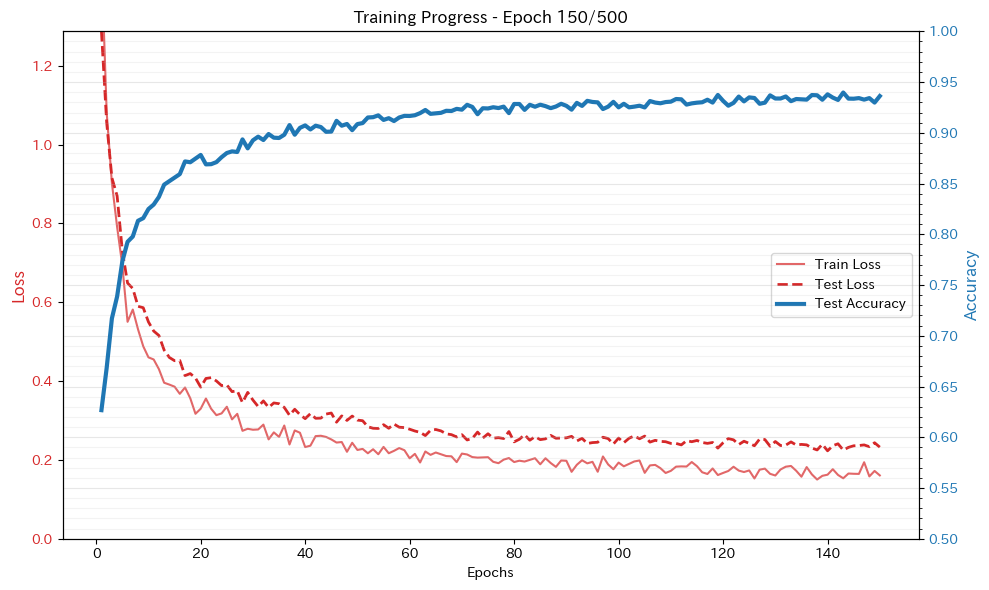 Training Progress - Epoch 150/500
1.2
1.0
0.8
0.6
0.4
0.2
0.0
Loss
0 20 40 60 80 100 120 140
Epochs
1.00
0.95
0.90
0.85
0.80
0.75
0.70
0.65
0.60
0.55
0.50
Accuracy
Train Loss
Test Loss
Test Accuracy